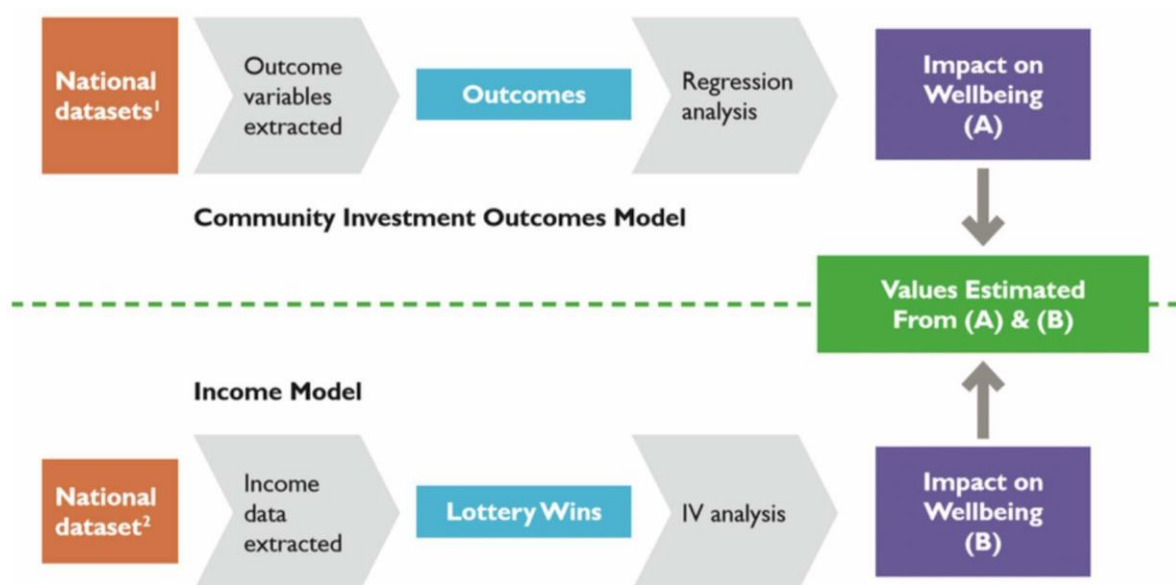 National
datasets¹
Outcome
variables
extracted
Outcomes
Regression
analysis
Impact on
Wellbeing
(A)
Community Investment Outcomes Model
Values Estimated
From (A) & (B)
Income Model
National
dataset²
Income
data
extracted
Lottery Wins
IV analysis
Impact on
Wellbeing
(B)